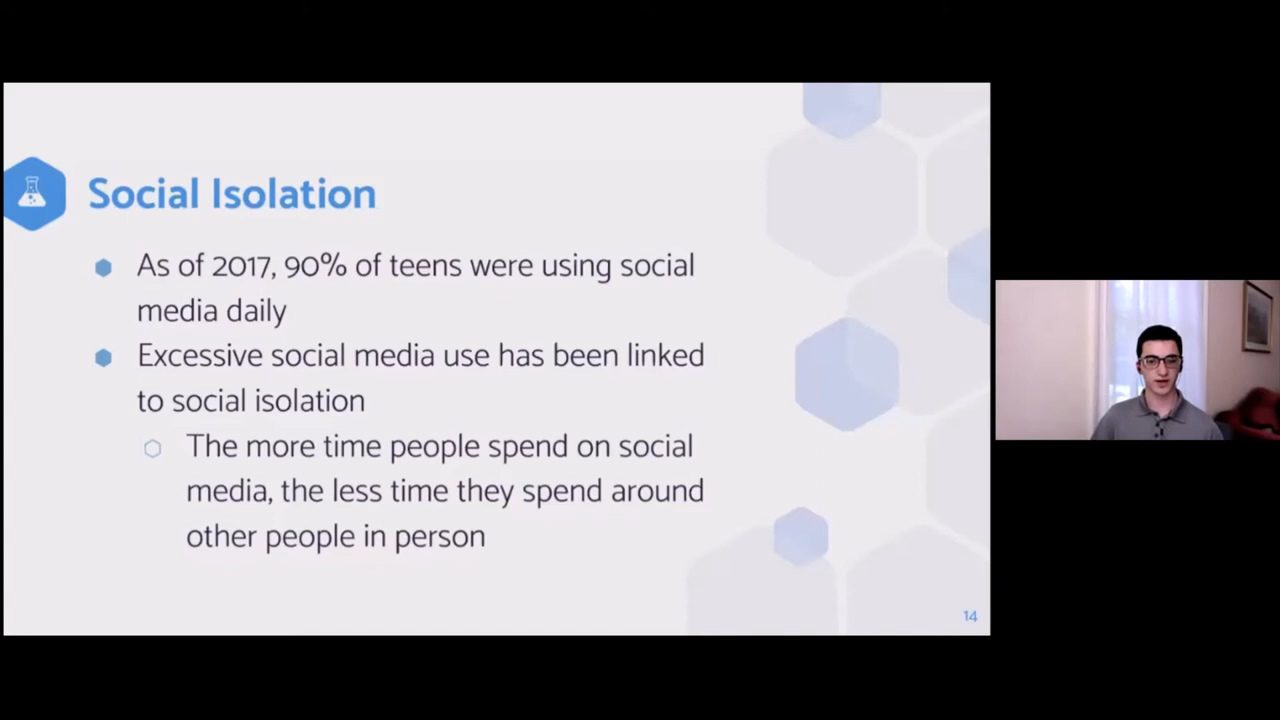 Social Isolation
As of 2017, 90% of teens were using social
media daily
Excessive social media use has been linked
to social isolation
The more time people spend on social
media, the less time they spend around
other people in person
14